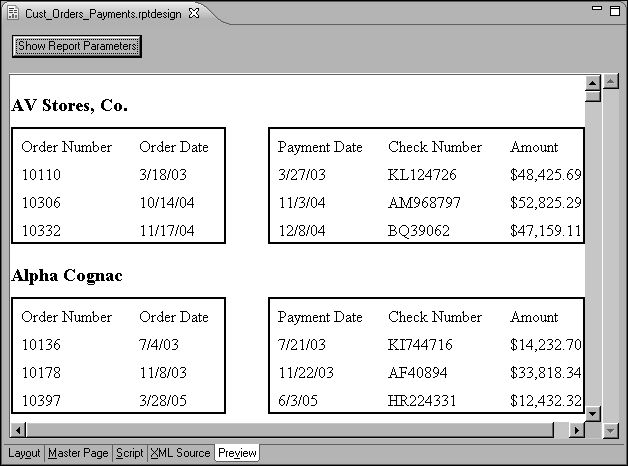 Cust_Orders_Payments.rptdesign
Show Report Parameters
AV Stores, Co.
Order Number Order Date Payment Date Check Number Amount
10110 3/18/03 3/27/03 KL124726 $48,425.69
10306 10/14/04 11/3/04 AM968797 $52,825.29
10332 11/17/04 12/8/04 BQ39062 $47,159.11
Alpha Cognac
Order Number Order Date Payment Date Check Number Amount
10136 7/4/03 7/21/03 KI744716 $14,232.70
10178 11/8/03 11/22/03 AF40894 $33,818.34
10397 3/28/05 6/3/05 HR224331 $12,432.32
Layout Master Page Script XML Source Preview